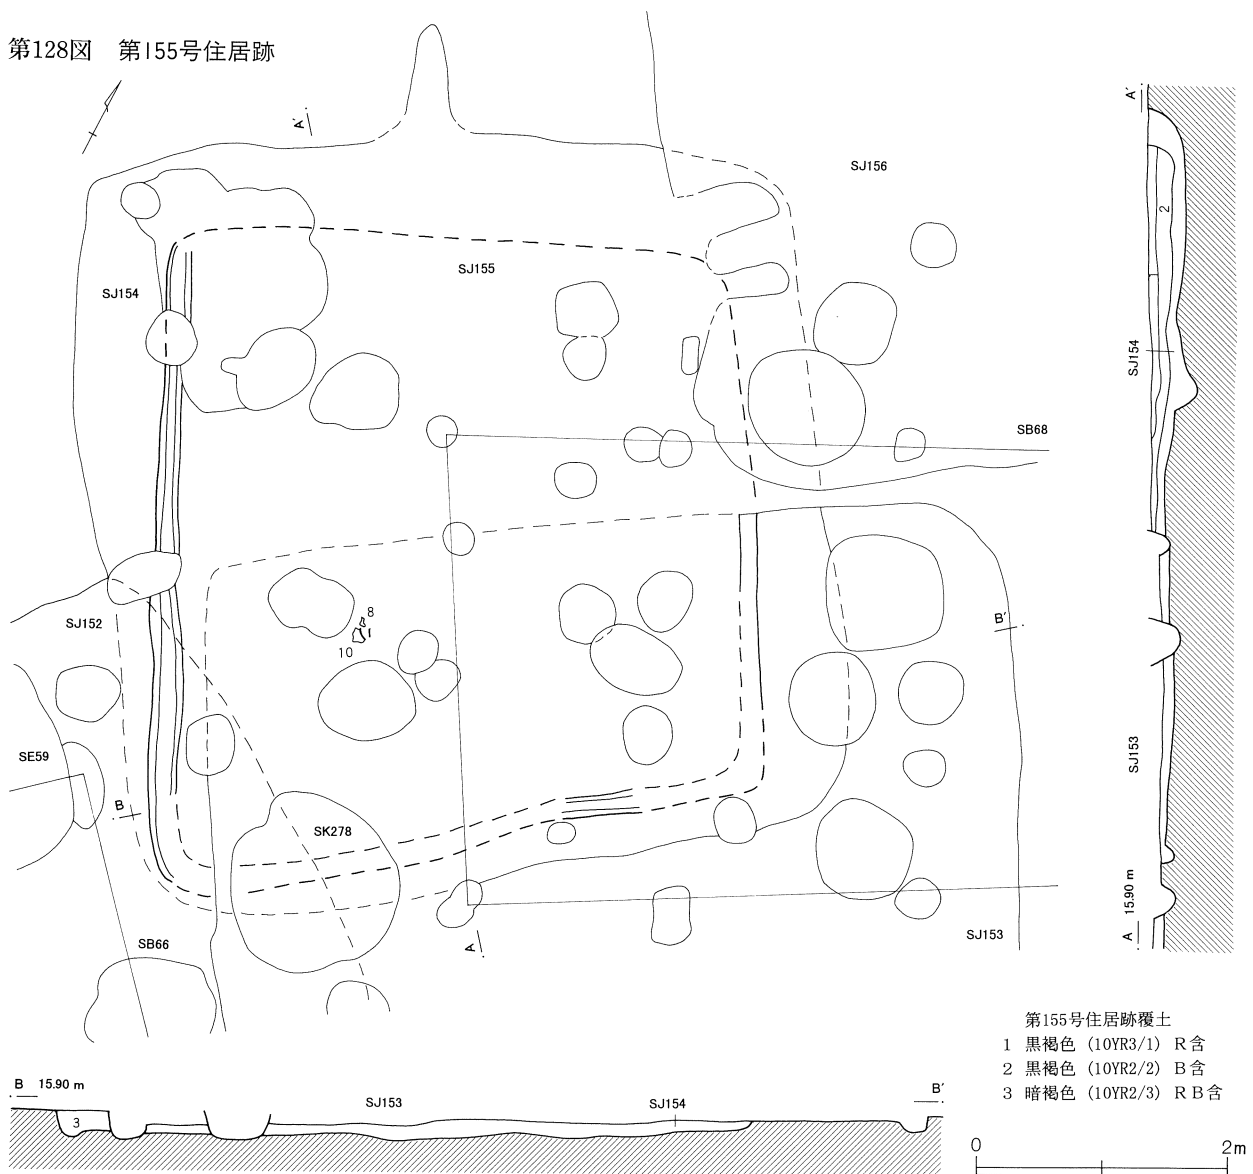 第128図　第155号住居跡
A′
A′
SJ156
SJ155
SJ154
2
SJ154
SB68
SJ152
8
1
10
B′
SE59
B
SK278
SJ153
15.90 m
A
A
SB66
SJ153
第155号住居跡覆土
1 黒褐色 (10YR3/1) R含
2 黒褐色 (10YR2/2) B含
3 暗褐色 (10YR2/3) RB含
B 15.90 m
B′
SJ153
SJ154
3
0
2m